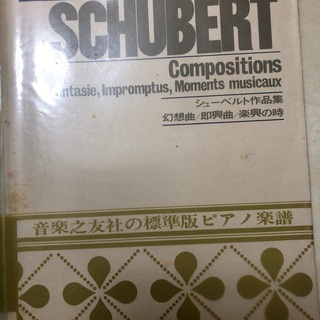 SCHUBERT
Compositions
Fantasie, Impromptus, Moments musicaux
シューベルト作品集
幻想曲/即興曲/楽興の時
音楽之友社の標準版ピアノ楽譜